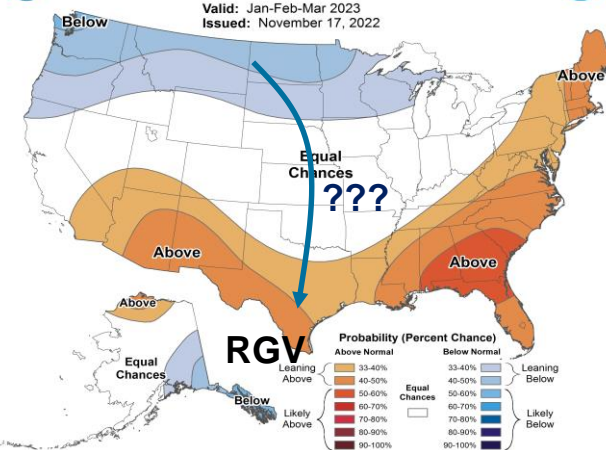 Valid: Jan-Feb-Mar 2023
Issued: November 17, 2022
Below
Above
Equal
Chances
???
Above
Above
Above
Equal
Chances
Below
RGV
Probability (Percent Chance)
Above Normal
Below Normal
Leaning
Above
33-40%
40-50%
Likely
Above
50-60%
60-70%
70-80%
80-90%
90-100%
Equal
Chances
33-40%
40-50%
Leaning
Below
50-60%
60-70%
70-80%
80-90%
90-100%
Likely
Below